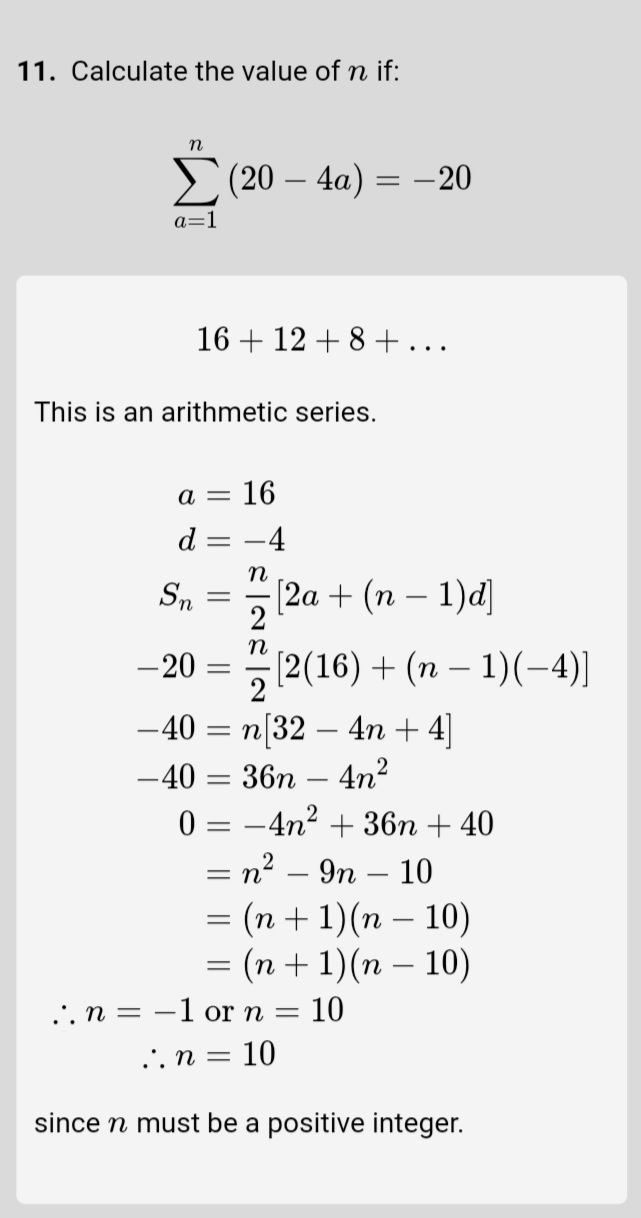 11. Calculate the value of n if:
n
∑ (20 − 4a) = −20
a=1
16 + 12 + 8 + . . .
This is an arithmetic series.
a = 16
d = −4
Sₙ = n/2 [2a + (n − 1)d]
−20 = n/2 [2(16) + (n − 1)(−4)]
−40 = n[32 − 4n + 4]
−40 = 36n − 4n²
0 = −4n² + 36n + 40
= n² − 9n − 10
= (n + 1)(n − 10)
= (n + 1)(n − 10)
∴ n = −1 or n = 10
∴ n = 10
since n must be a positive integer.